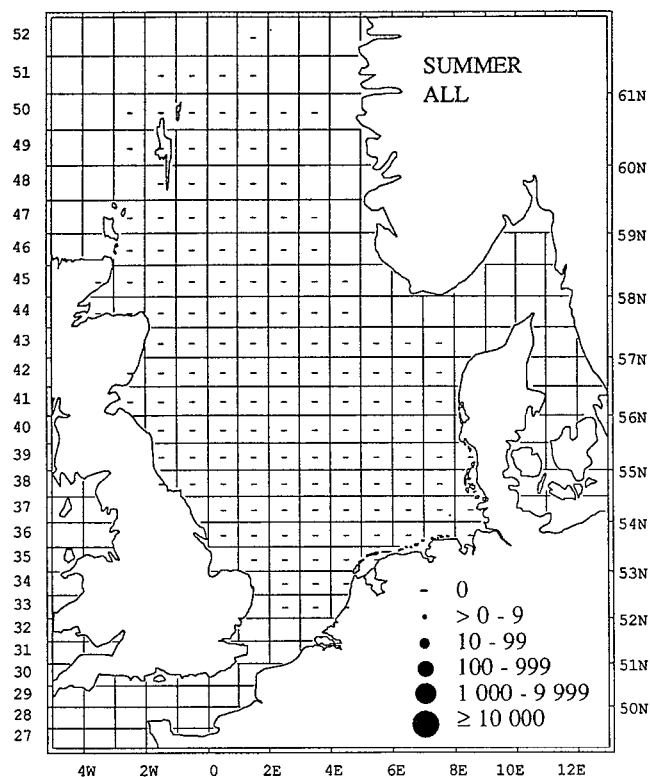 SUMMER
ALL
52
51
50
49
48
47
46
45
44
43
42
41
40
39
38
37
36
35
34
33
32
31
30
29
28
27
61N
60N
59N
58N
57N
56N
55N
54N
53N
52N
51N
50N
- 0
> 0 - 9
10 - 99
100 - 999
1 000 - 9 999
≥ 10 000
4W 2W 0 2E 4E 6E 8E 10E 12E